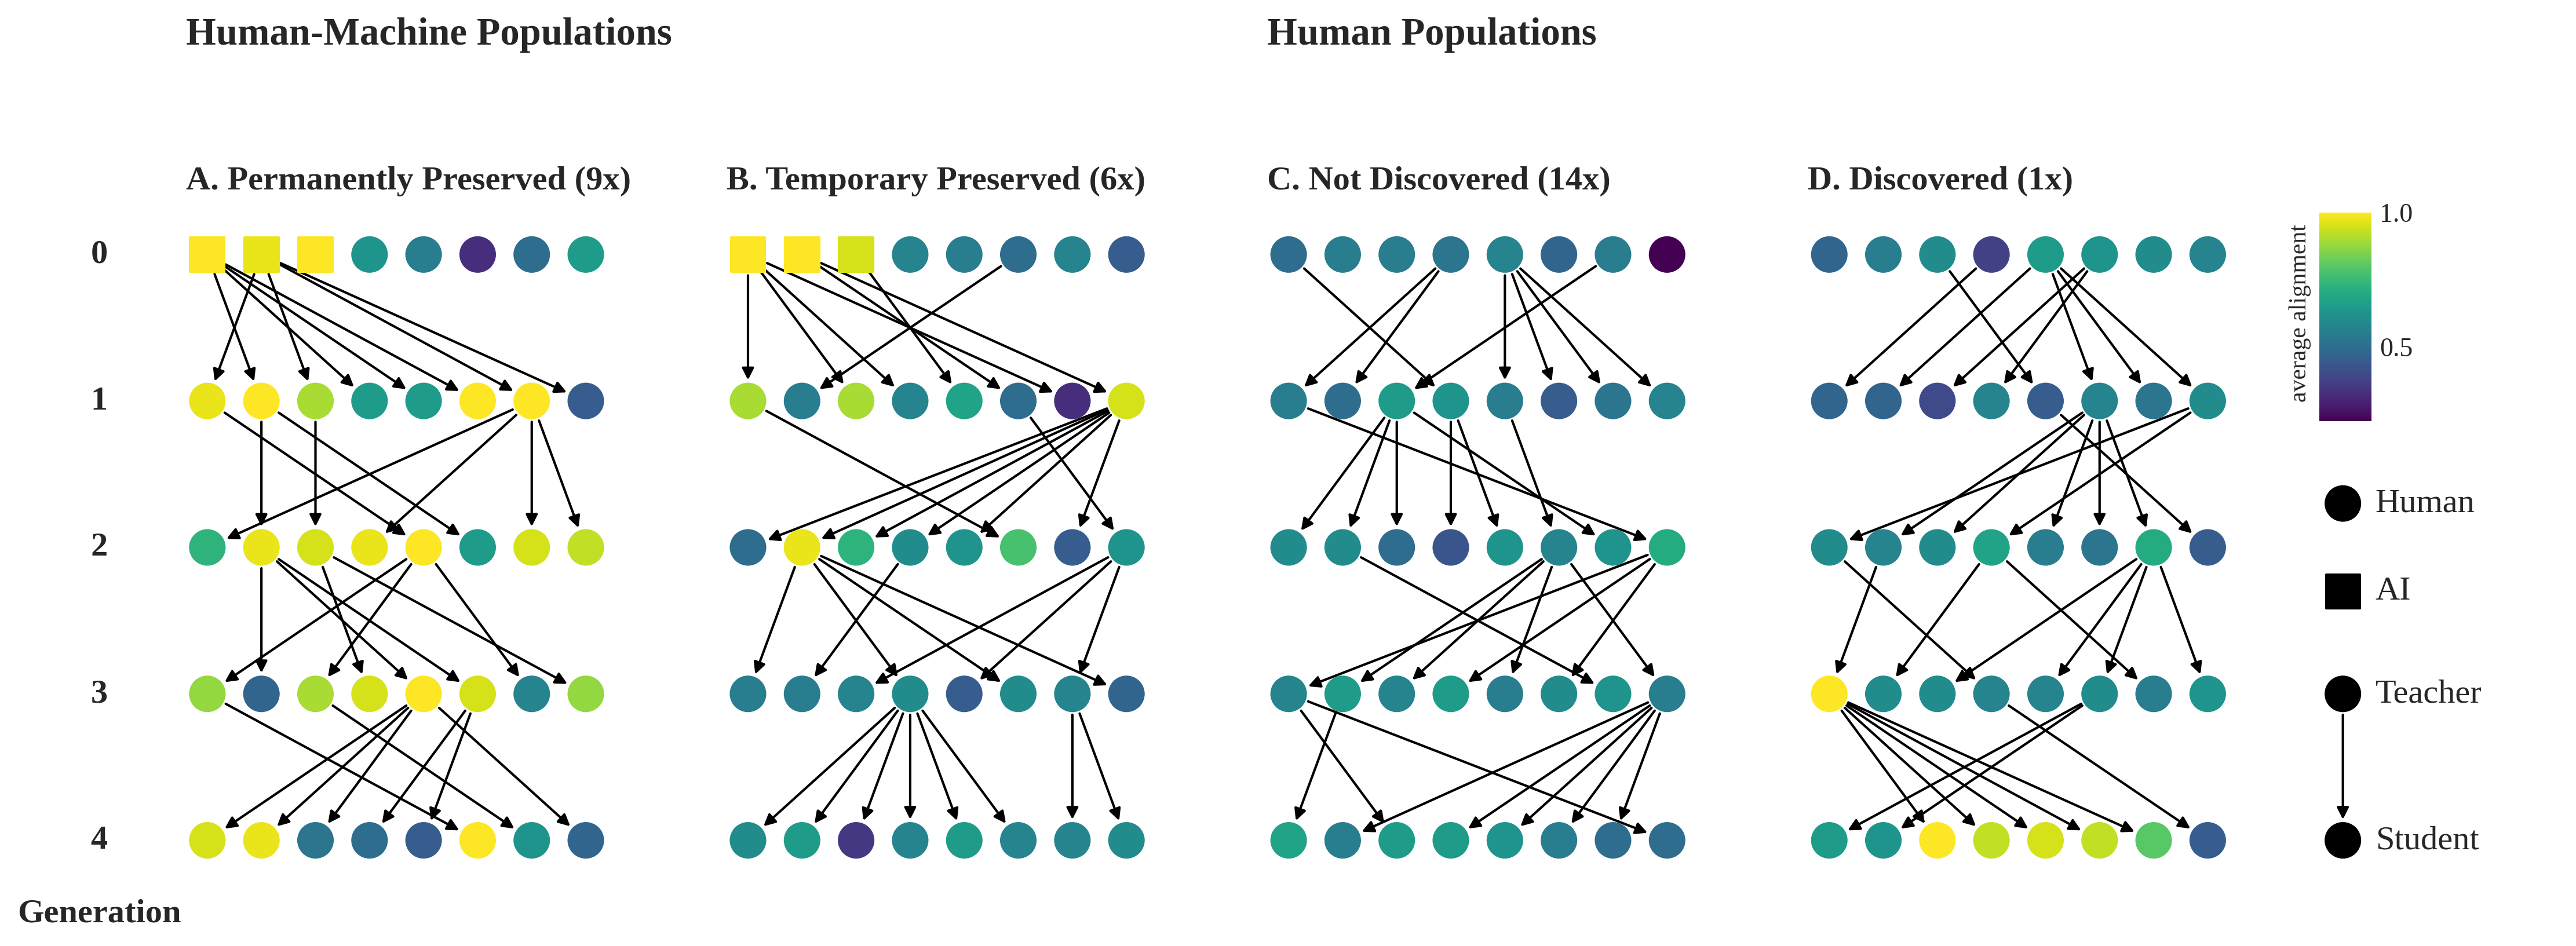 Human-Machine Populations
Human Populations
A. Permanently Preserved (9x)
B. Temporary Preserved (6x)
C. Not Discovered (14x)
D. Discovered (1x)
0
1
2
3
4
Generation
average alignment
1.0
0.5
Human
AI
Teacher
Student